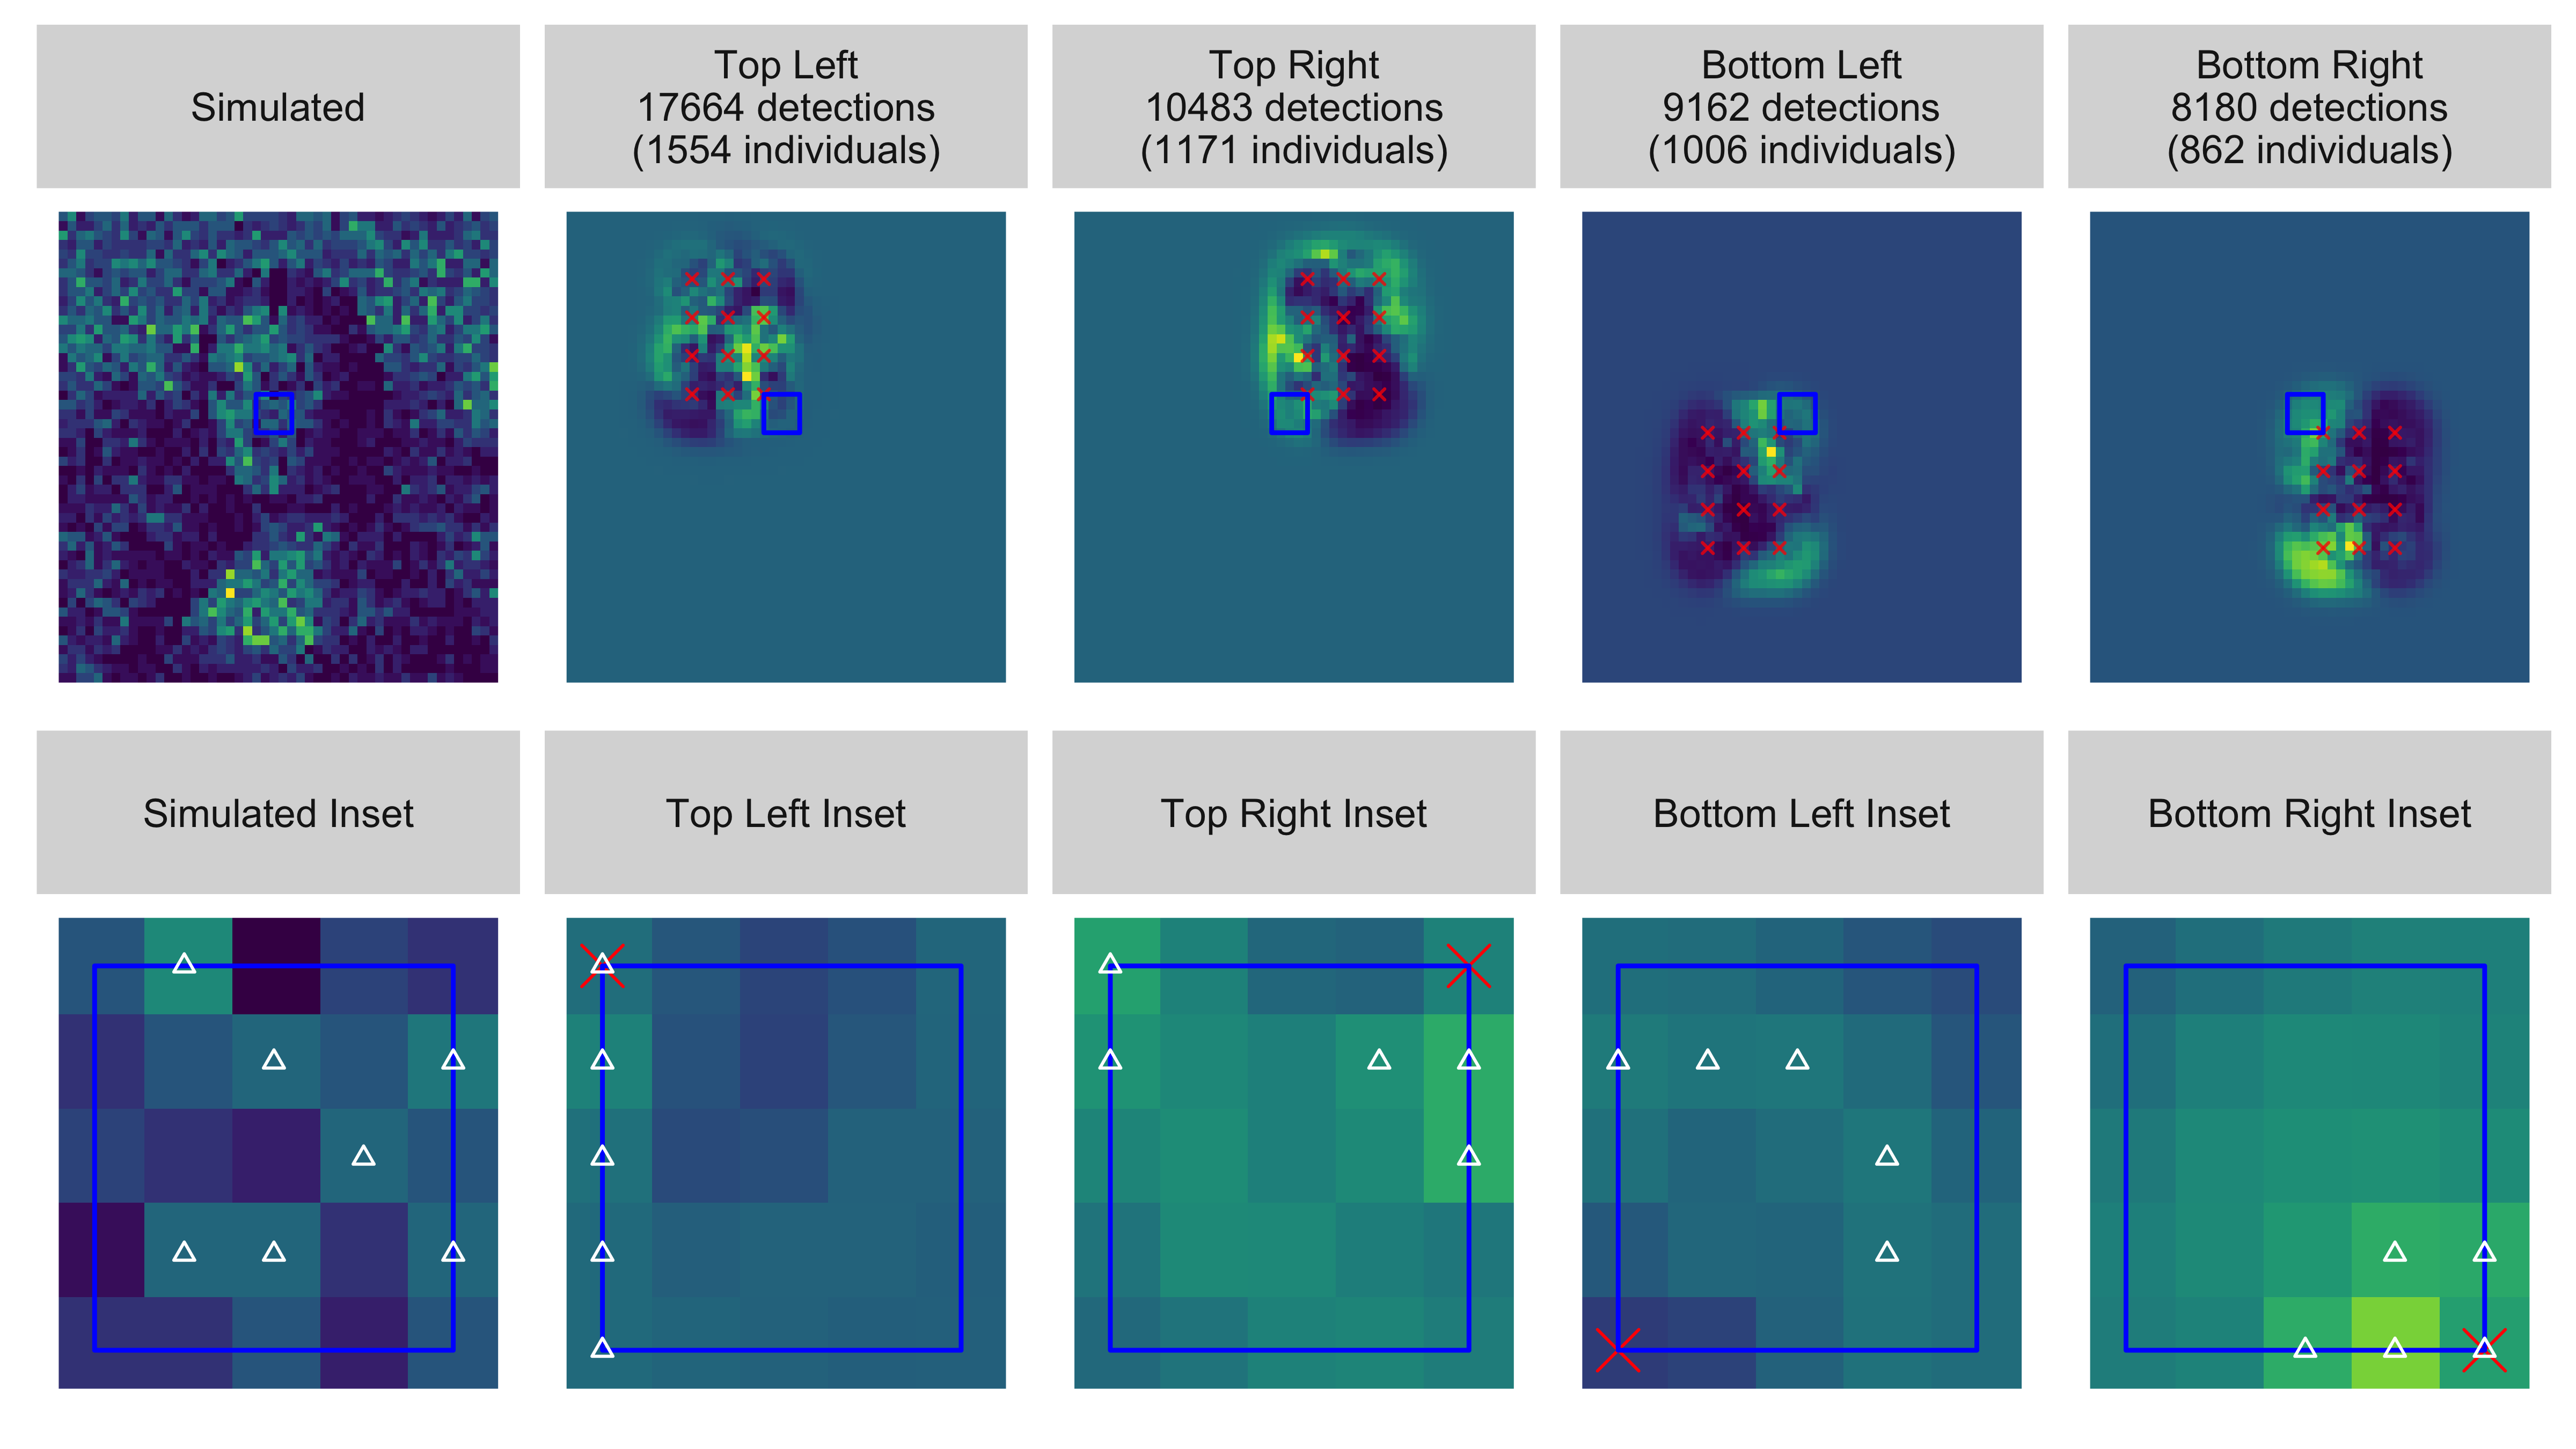 Simulated
Top Left
17664 detections
(1554 individuals)
Top Right
10483 detections
(1171 individuals)
Bottom Left
9162 detections
(1006 individuals)
Bottom Right
8180 detections
(862 individuals)
Simulated Inset
Top Left Inset
Top Right Inset
Bottom Left Inset
Bottom Right Inset